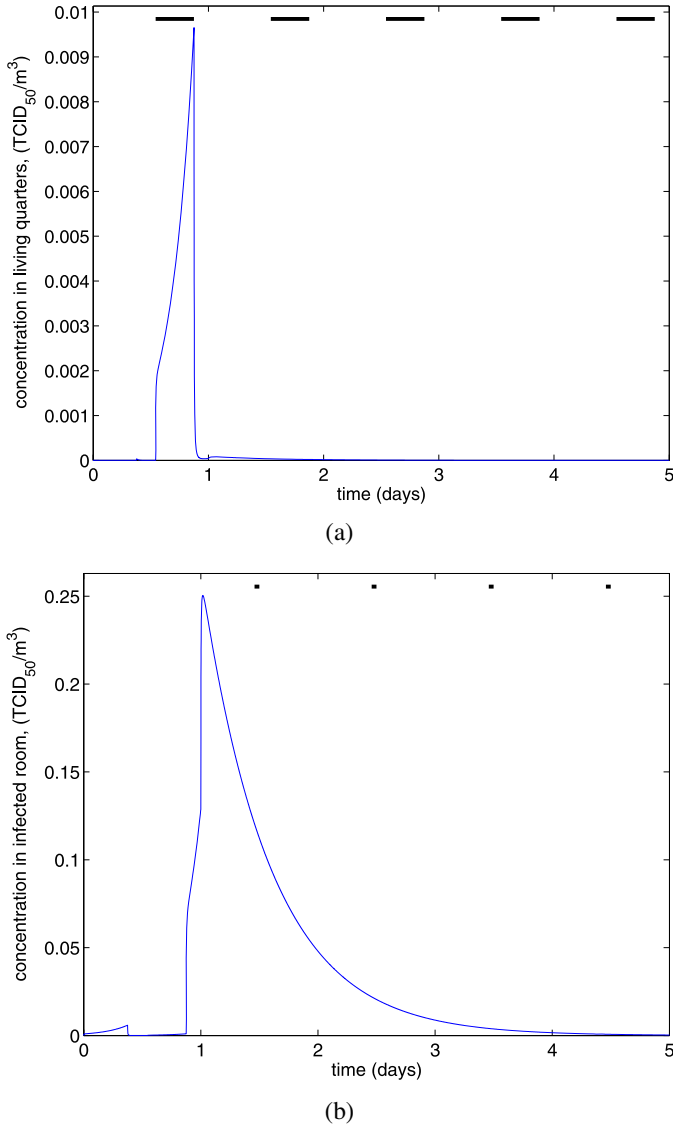 0.01
0.009
0.008
0.007
0.006
0.005
0.004
0.003
0.002
0.001
0
concentration in living quarters, (TCID50/m3)
0 1 2 3 4 5
time (days)
(a)
0.25
0.2
0.15
0.1
0.05
0
concentration in infected room, (TCID50/m3)
0 1 2 3 4 5
time (days)
(b)